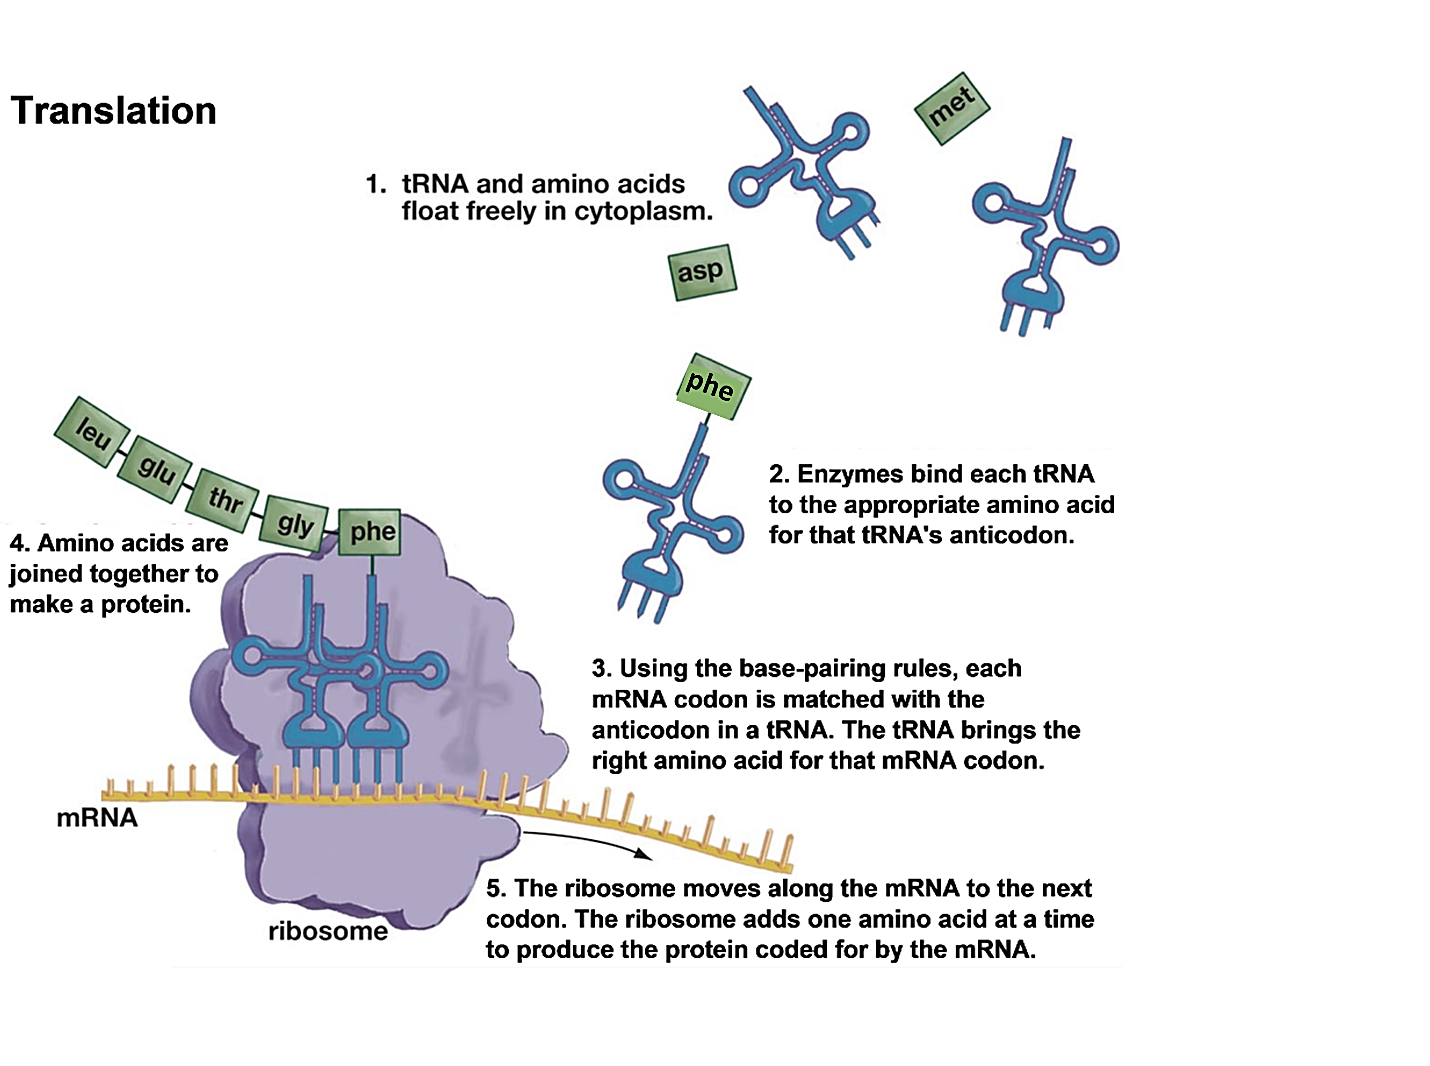 Translation
met
1. tRNA and amino acids
float freely in cytoplasm.
asp
phe
leu
glu
thr
gly
phe
2. Enzymes bind each tRNA
to the appropriate amino acid
for that tRNA's anticodon.
4. Amino acids are
joined together to
make a protein.
3. Using the base-pairing rules, each
mRNA codon is matched with the
anticodon in a tRNA. The tRNA brings the
right amino acid for that mRNA codon.
mRNA
ribosome
5. The ribosome moves along the mRNA to the next
codon. The ribosome adds one amino acid at a time
to produce the protein coded for by the mRNA.